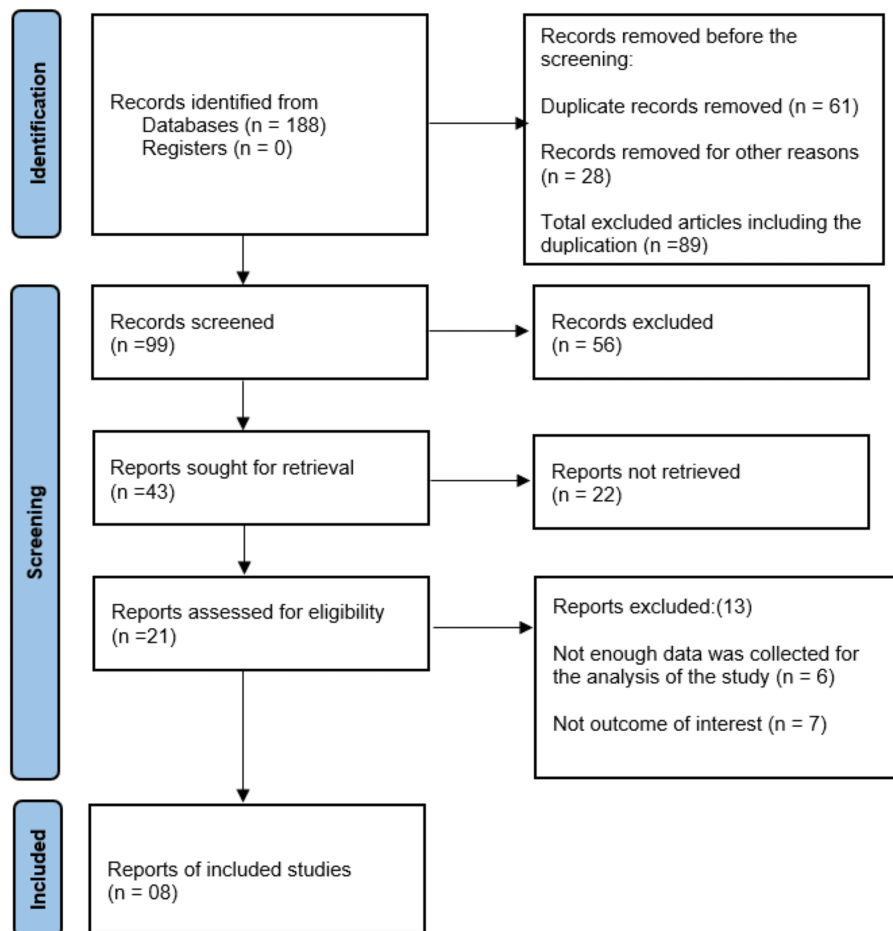 Identification
Records identified from
Databases (n = 188)
Registers (n = 0)
Records removed before the
screening:
Duplicate records removed (n = 61)
Records removed for other reasons
(n = 28)
Total excluded articles including the
duplication (n =89)
Screening
Records screened
(n =99)
Records excluded
(n = 56)
Reports sought for retrieval
(n =43)
Reports not retrieved
(n = 22)
Reports assessed for eligibility
(n =21)
Reports excluded:(13)
Not enough data was collected for
the analysis of the study (n = 6)
Not outcome of interest (n = 7)
Included
Reports of included studies
(n = 08)